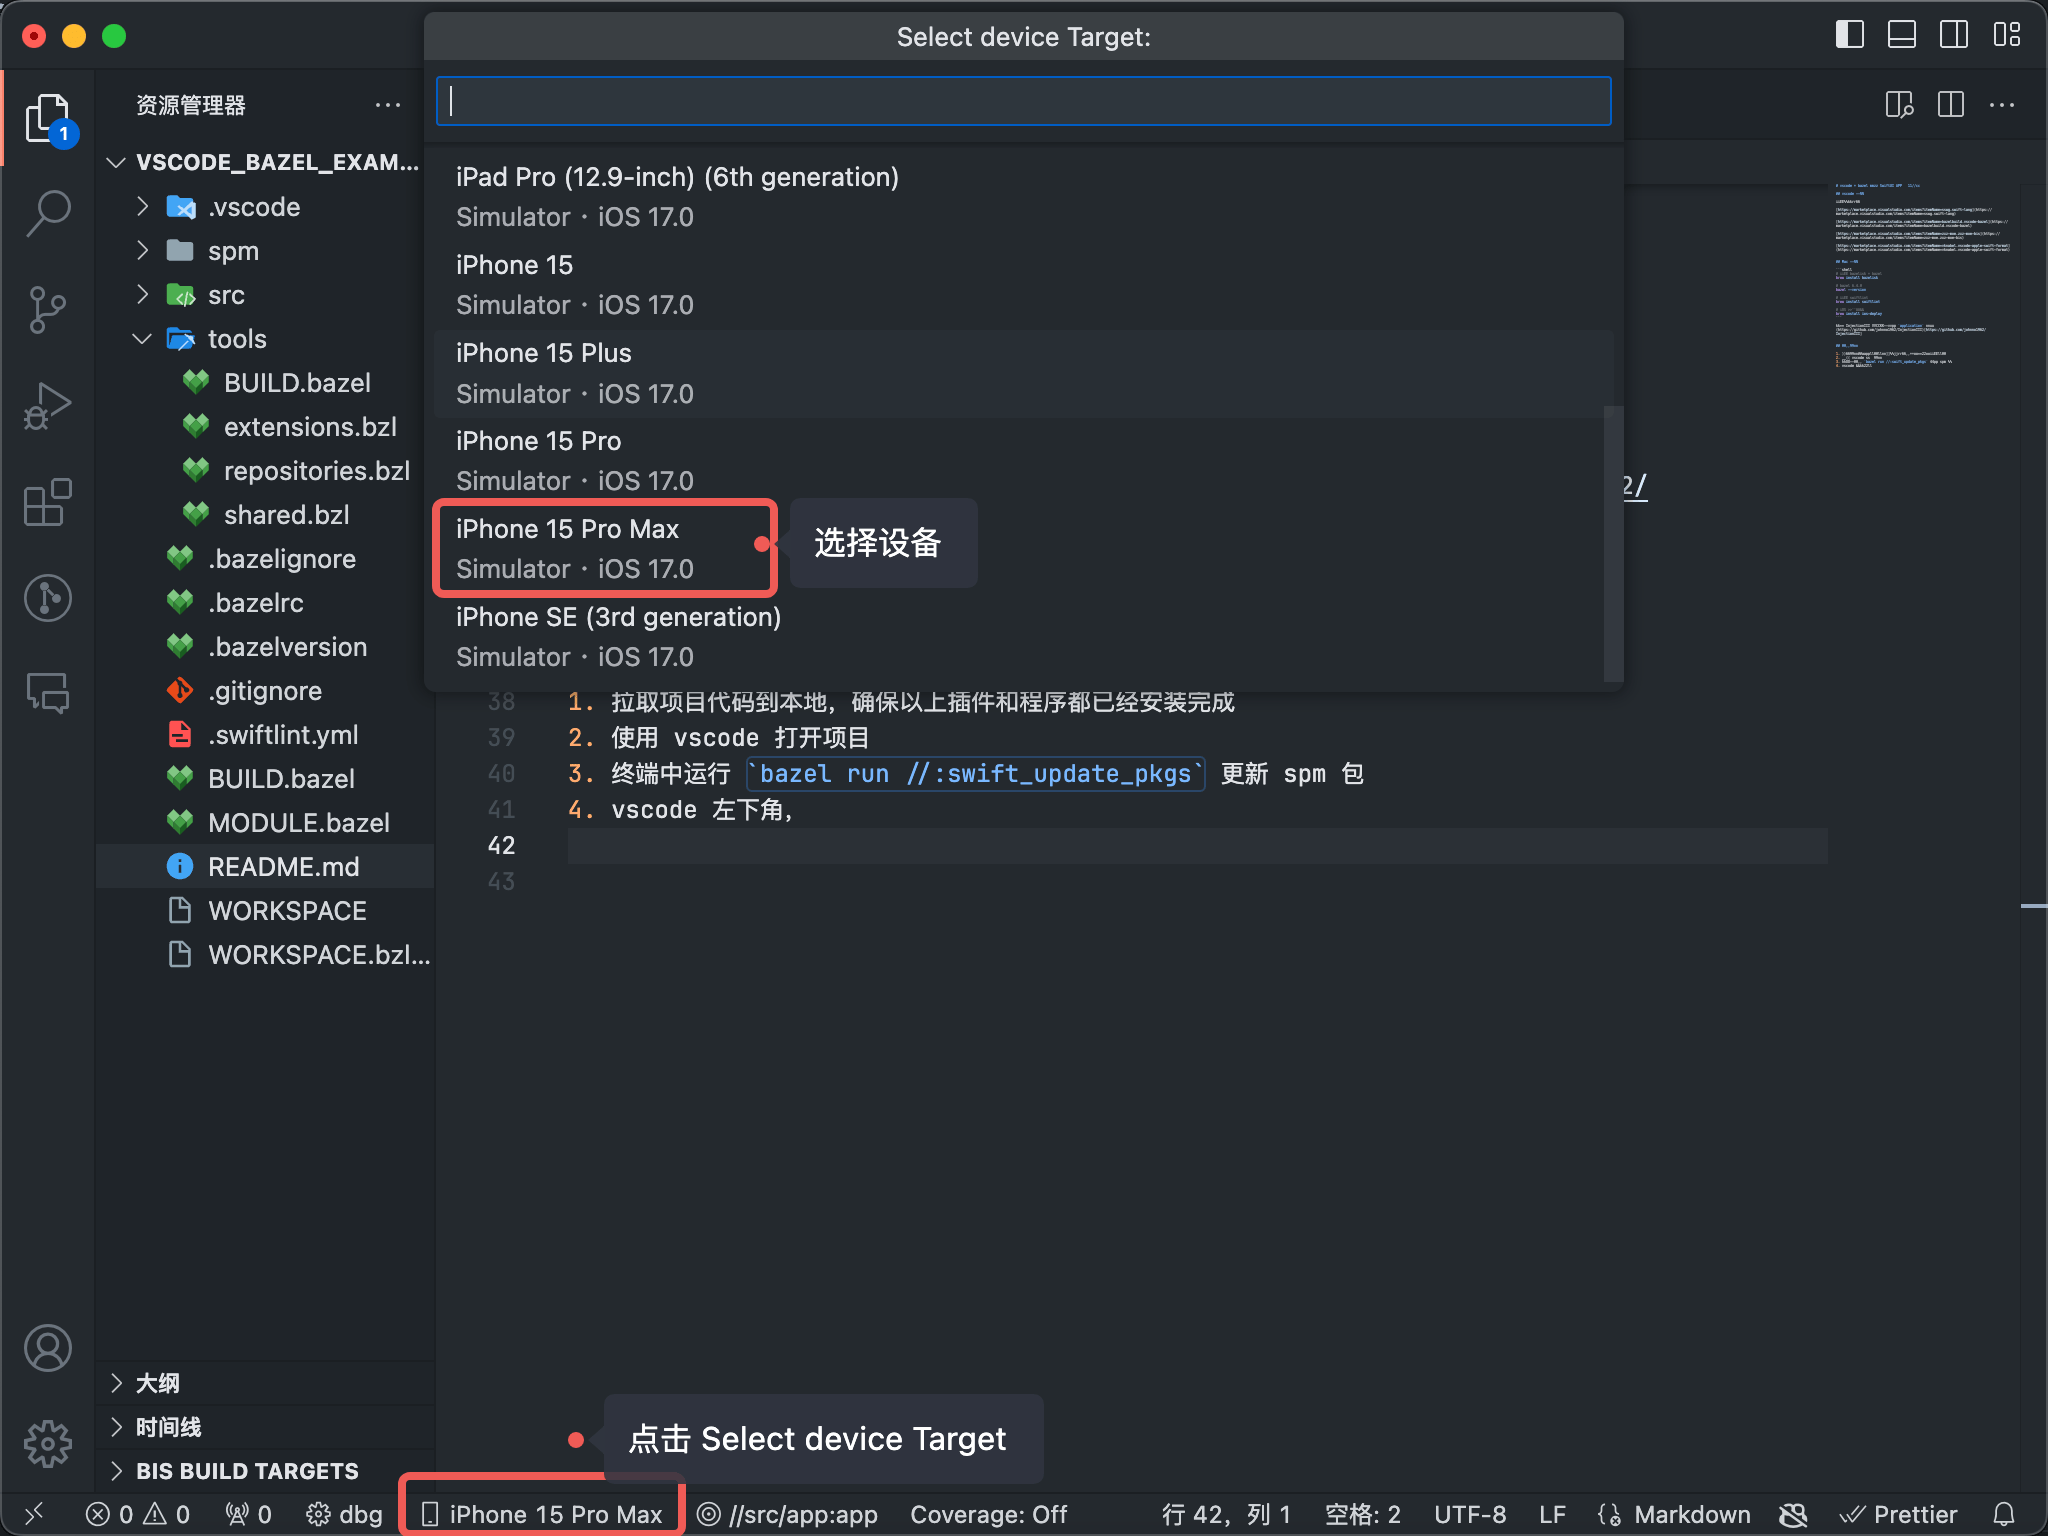 Select device Target:
资源管理器
1
VSCODE_BAZEL_EXAM...
.vscode
spm
src
tools
BUILD.bazel
extensions.bzl
repositories.bzl
shared.bzl
.bazelignore
.bazelrc
.bazelversion
.gitignore
.swiftlint.yml
BUILD.bazel
MODULE.bazel
README.md
WORKSPACE
WORKSPACE.bzl...
大纲
时间线
BIS BUILD TARGETS
iPad Pro (12.9-inch) (6th generation)
Simulator • iOS 17.0
iPhone 15
Simulator • iOS 17.0
iPhone 15 Plus
Simulator • iOS 17.0
iPhone 15 Pro
Simulator • iOS 17.0
iPhone 15 Pro Max
Simulator • iOS 17.0
选择设备
iPhone SE (3rd generation)
Simulator • iOS 17.0
2/
38 1. 拉取项目代码到本地，确保以上插件和程序都已经安装完成
39 2. 使用 vscode 打开项目
40 3. 终端中运行 `bazel run //:swift_update_pkgs` 更新 spm 包
41 4. vscode 左下角，
42
43
点击 Select device Target
0 0 0 dbg iPhone 15 Pro Max //src/app:app Coverage: Off 行 42，列 1 空格: 2 UTF-8 LF Markdown Prettier